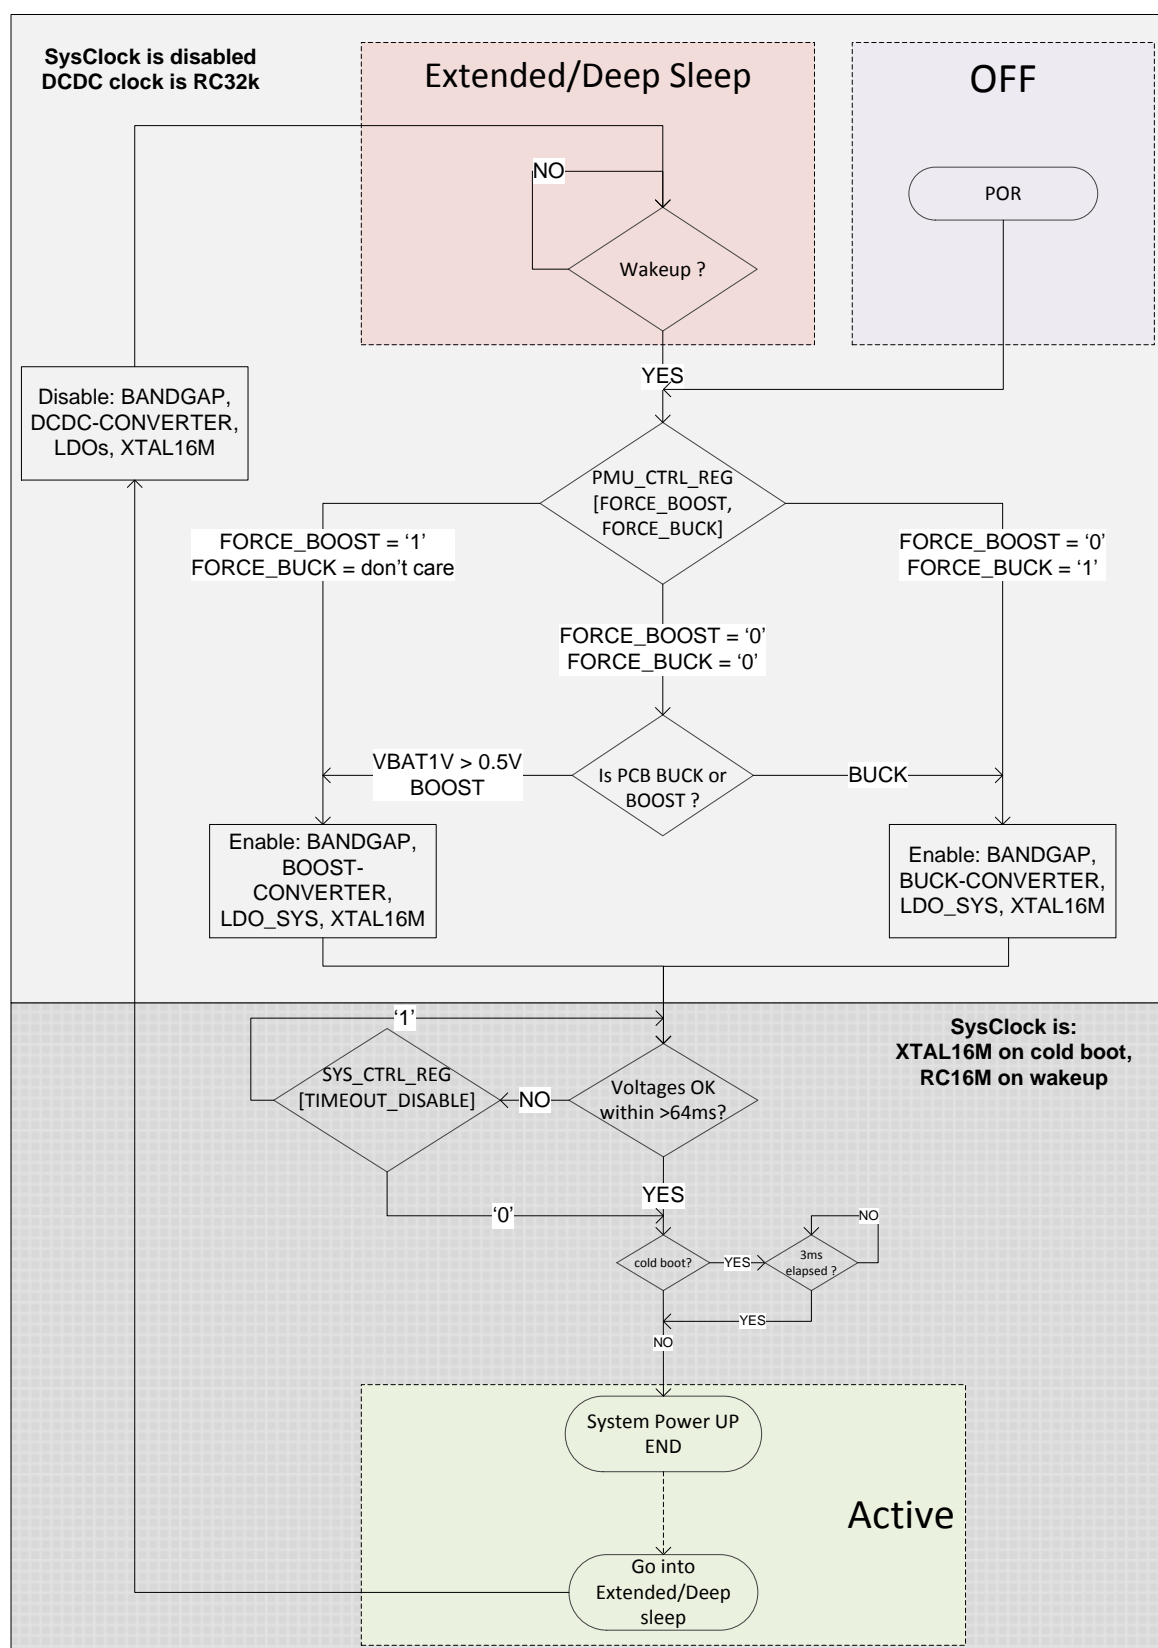 SysClock is disabled
DCDC clock is RC32k
Extended/Deep Sleep
OFF
NO
POR
Wakeup ?
YES
Disable: BANDGAP,
DCDC-CONVERTER,
LDOs, XTAL16M
PMU_CTRL_REG
[FORCE_BOOST,
FORCE_BUCK]
FORCE_BOOST = ‘1’
FORCE_BUCK = don’t care
FORCE_BOOST = ‘0’
FORCE_BUCK = ‘1’
FORCE_BOOST = ‘0’
FORCE_BUCK = ‘0’
VBAT1V > 0.5V
BOOST
Is PCB BUCK or
BOOST ?
BUCK
Enable: BANDGAP,
BOOST-
CONVERTER,
LDO_SYS, XTAL16M
Enable: BANDGAP,
BUCK-CONVERTER,
LDO_SYS, XTAL16M
‘1’
SysClock is:
XTAL16M on cold boot,
RC16M on wakeup
SYS_CTRL_REG
[TIMEOUT_DISABLE]
NO
Voltages OK
within >64ms?
YES
‘0’
NO
cold boot?
YES
3ms
elapsed ?
YES
NO
System Power UP
END
Active
Go into
Extended/Deep
sleep